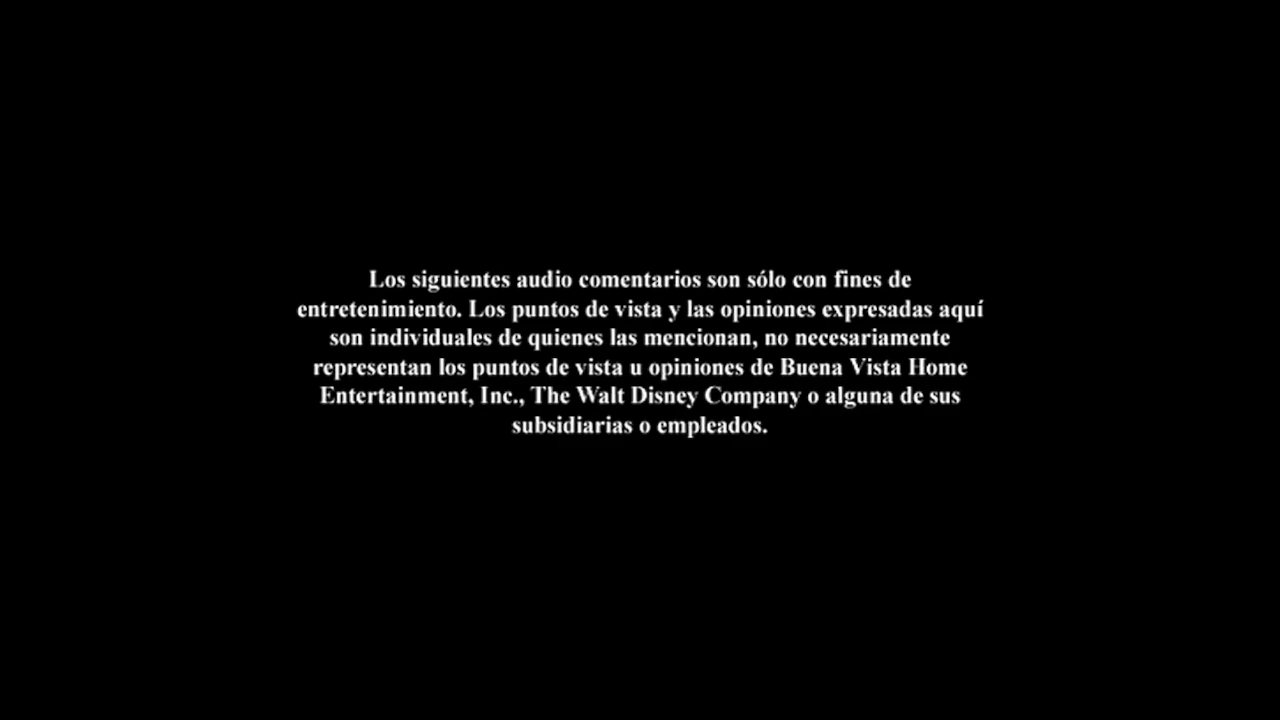 Los siguientes audio comentarios son sólo con fines de
entretenimiento. Los puntos de vista y las opiniones expresadas aquí
son individuales de quienes las mencionan, no necesariamente
representan los puntos de vista u opiniones de Buena Vista Home
Entertainment, Inc., The Walt Disney Company o alguna de sus
subsidiarias o empleados.